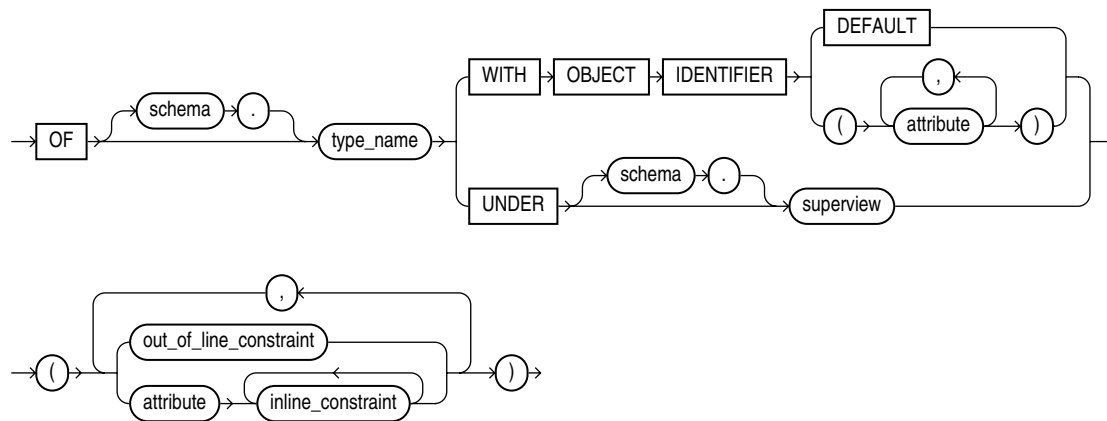 DEFAULT
WITH OBJECT IDENTIFIER
,
schema .
( attribute )
OF type_name
schema .
UNDER superview
,
out_of_line_constraint
( )
attribute inline_constraint